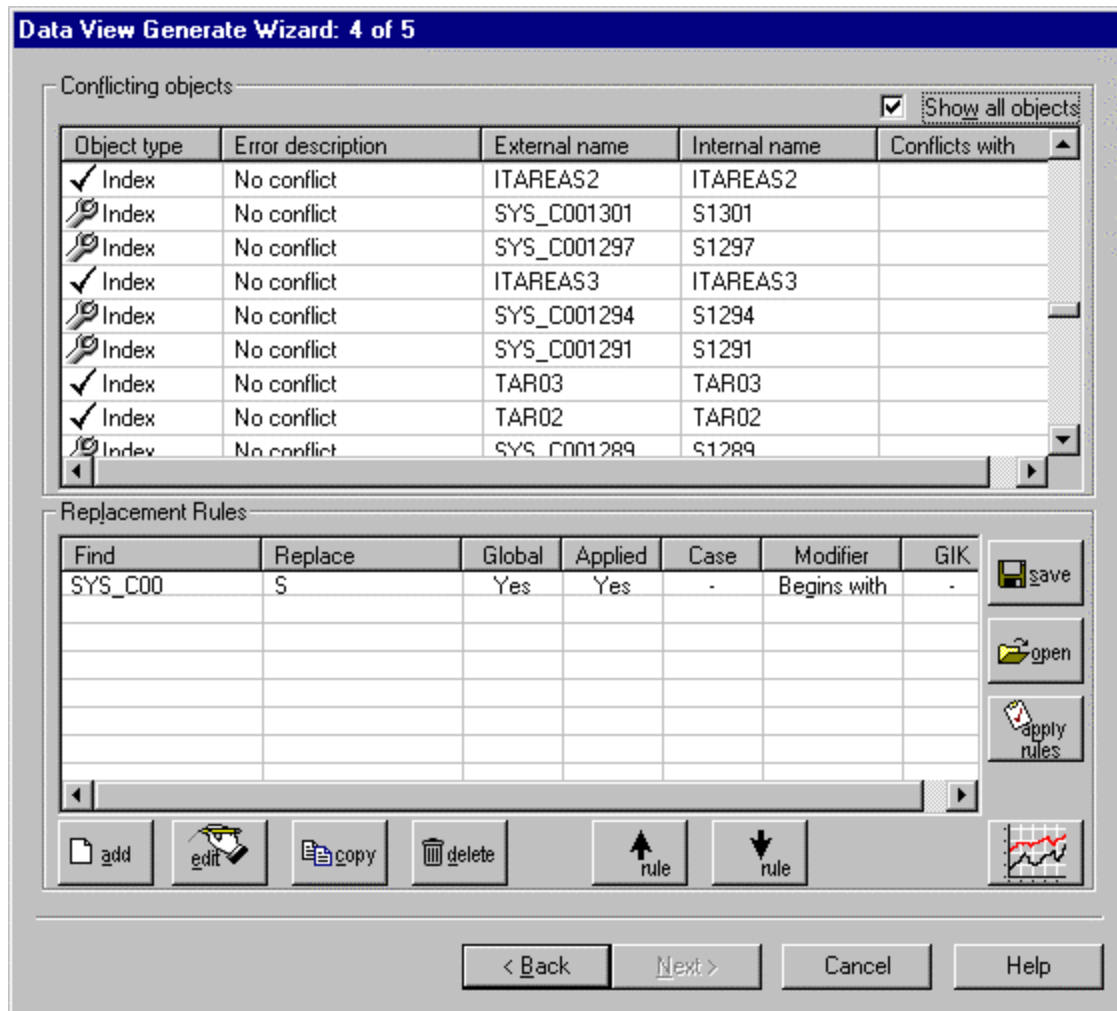 Data View Generate Wizard: 4 of 5
Conflicting objects
Show all objects
Object type Error description External name Internal name Conflicts with
Index No conflict ITAREAS2 ITAREAS2
Index No conflict SYS_C001301 S1301
Index No conflict SYS_C001297 S1297
Index No conflict ITAREAS3 ITAREAS3
Index No conflict SYS_C001294 S1294
Index No conflict SYS_C001291 S1291
Index No conflict TAR03 TAR03
Index No conflict TAR02 TAR02
Index No conflict SYS_C001289 S1289
Replacement Rules
Find Replace Global Applied Case Modifier GIK
SYS_C00 S Yes Yes - Begins with -
save
open
apply
rules
add edit copy delete rule rule
< Back Next > Cancel Help